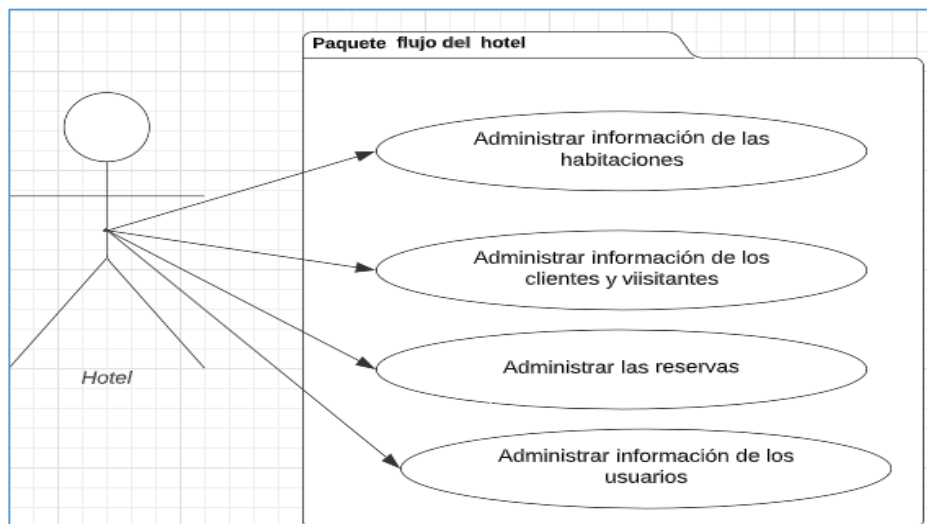 Paquete flujo del hotel
Administrar información de las
habitaciones
Administrar información de los
clientes y viisitantes
Administrar las reservas
Hotel
Administrar información de los
usuarios